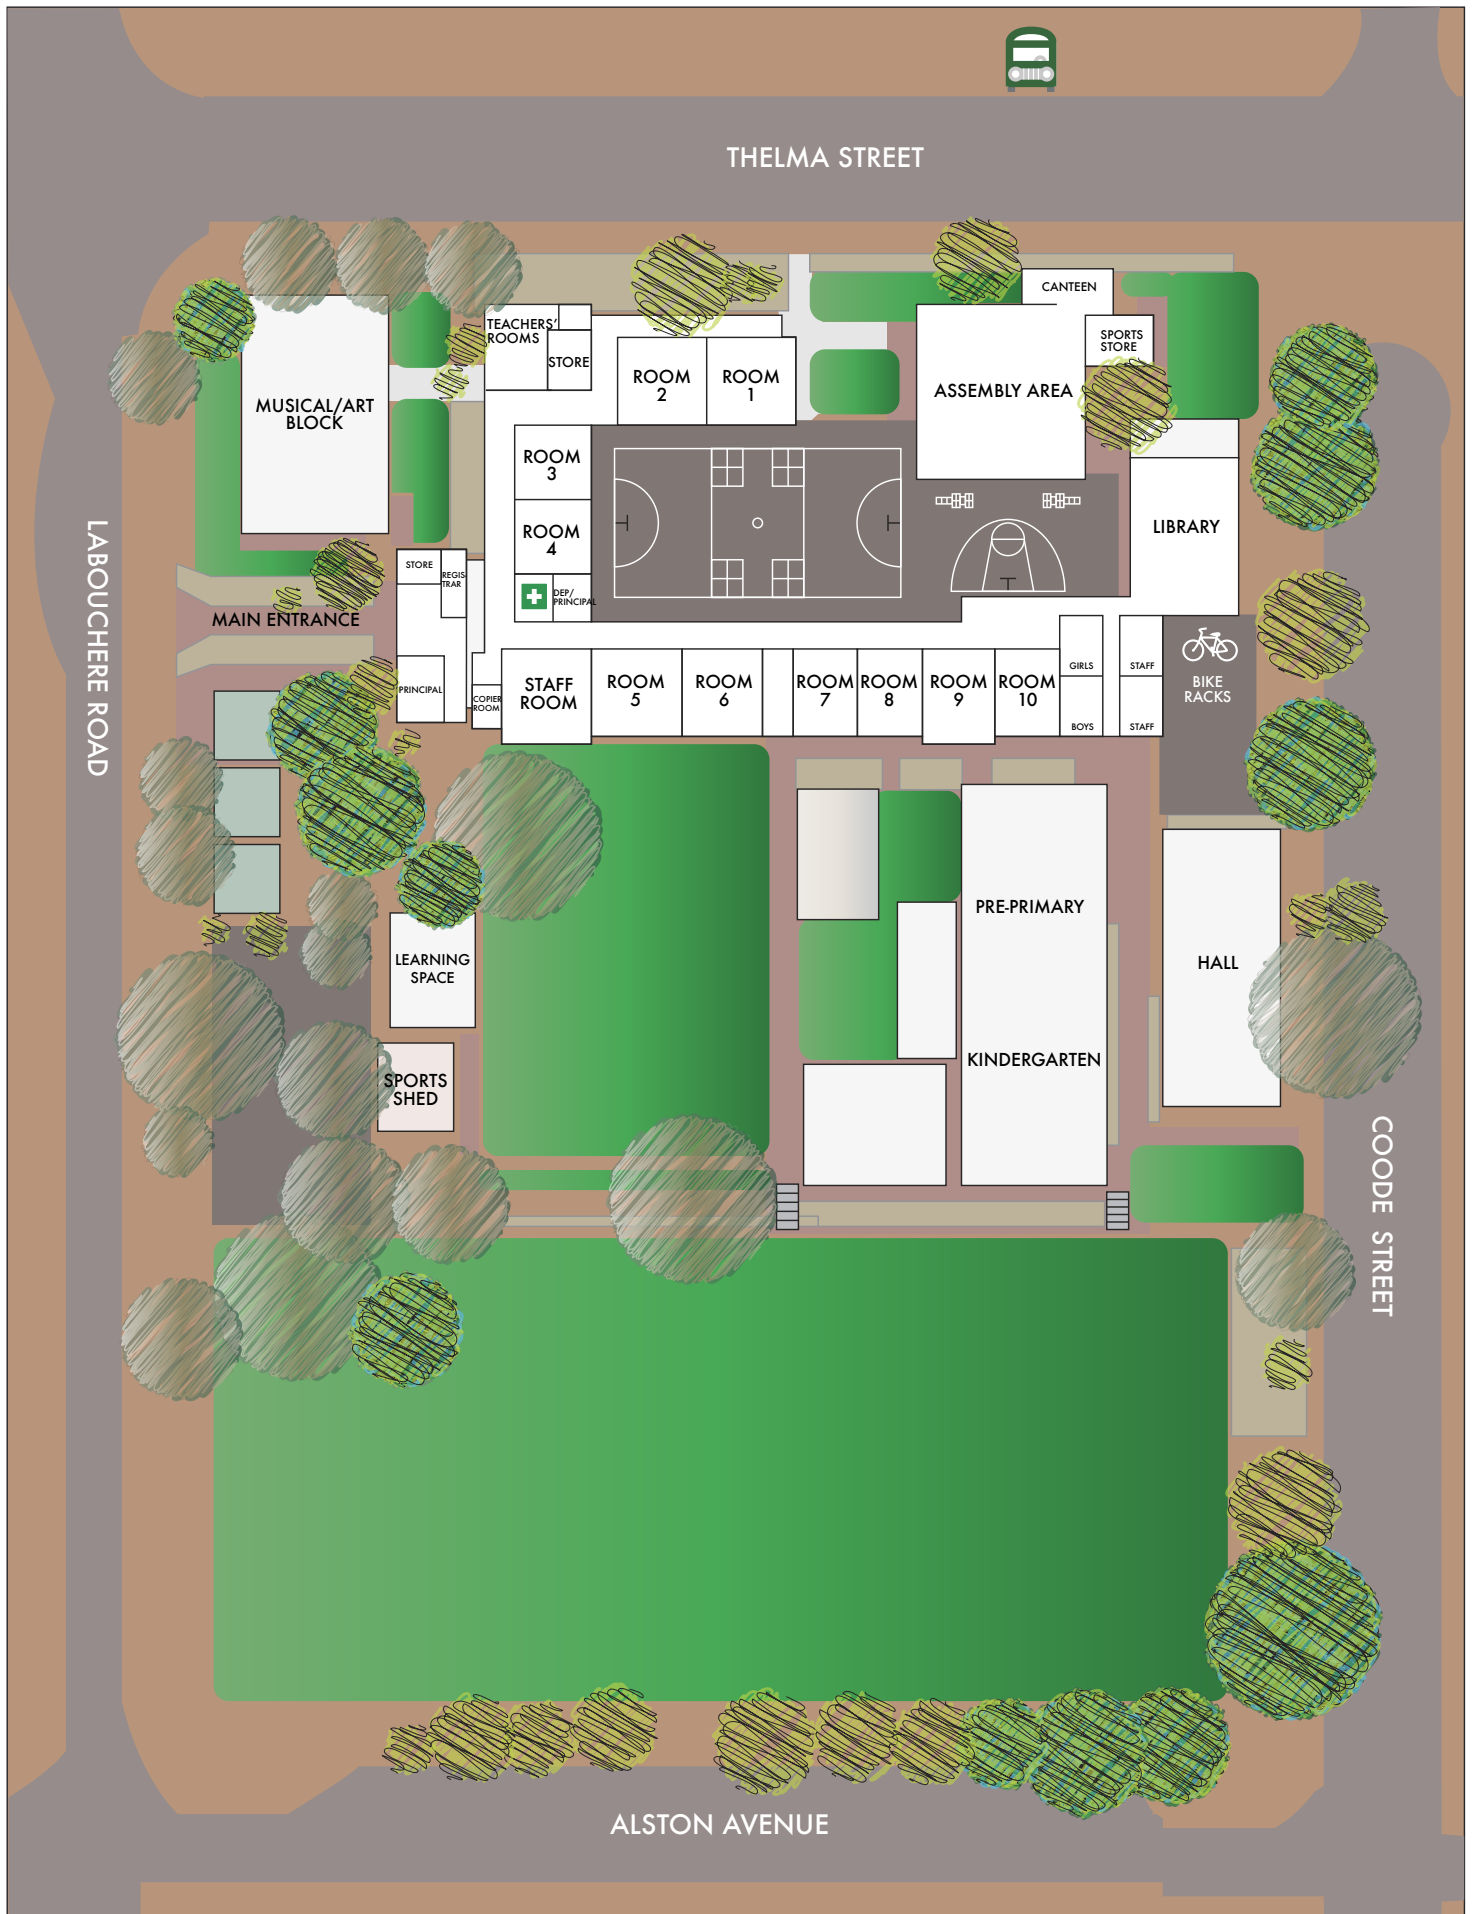 THELMA STREET
CANTEEN
TEACHERS'
ROOMS
STORE
SPORTS
STORE
ROOM
2
ROOM
1
ASSEMBLY AREA
MUSICAL/ART
BLOCK
ROOM
3
ROOM
4
LIBRARY
STORE
REGIS-
TRAR
DEP/
PRINCIPAL
MAIN ENTRANCE
LABOUCHERE ROAD
PRINCIPAL
COPIER
ROOM
STAFF
ROOM
ROOM
5
ROOM
6
ROOM
7
ROOM
8
ROOM
9
ROOM
10
GIRLS
BOYS
STAFF
STAFF
BIKE
RACKS
PRE-PRIMARY
LEARNING
SPACE
HALL
KINDERGARTEN
SPORTS
SHED
COODE STREET
ALSTON AVENUE